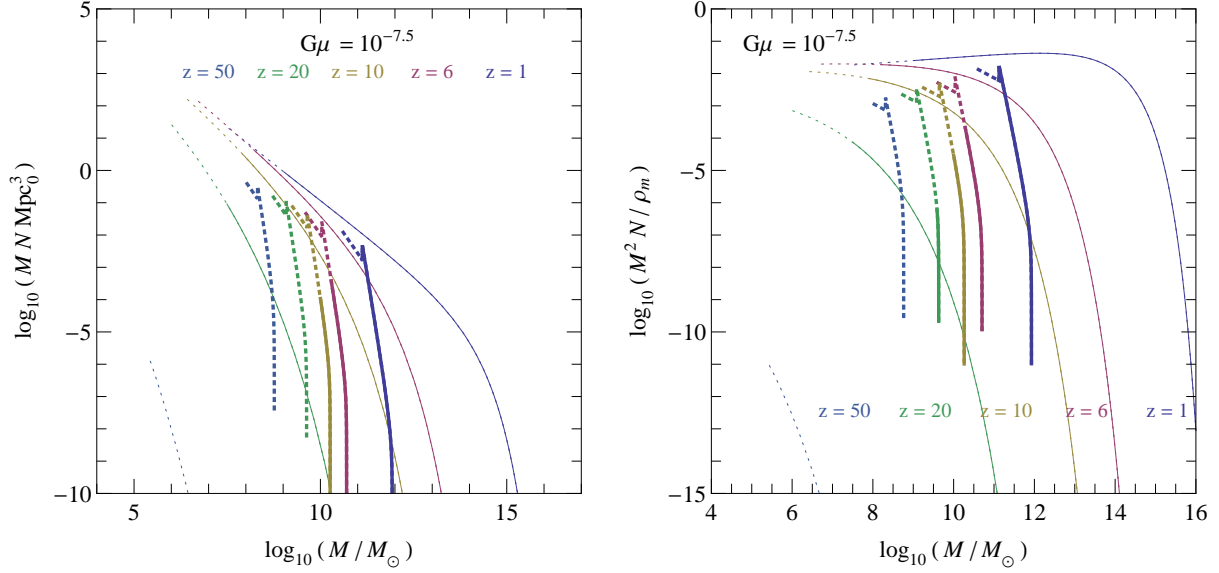 Gμ = 10^-7.5
z = 50 z = 20 z = 10 z = 6 z = 1
5
0
−5
−10
5 10 15
log10 ( M / M⊙ )
log10 ( M N Mpc0^3 )
Gμ = 10^-7.5
0
−5
−10
−15
z = 50 z = 20 z = 10 z = 6 z = 1
4 6 8 10 12 14 16
log10 ( M / M⊙ )
log10 ( M^2 N / ρm )